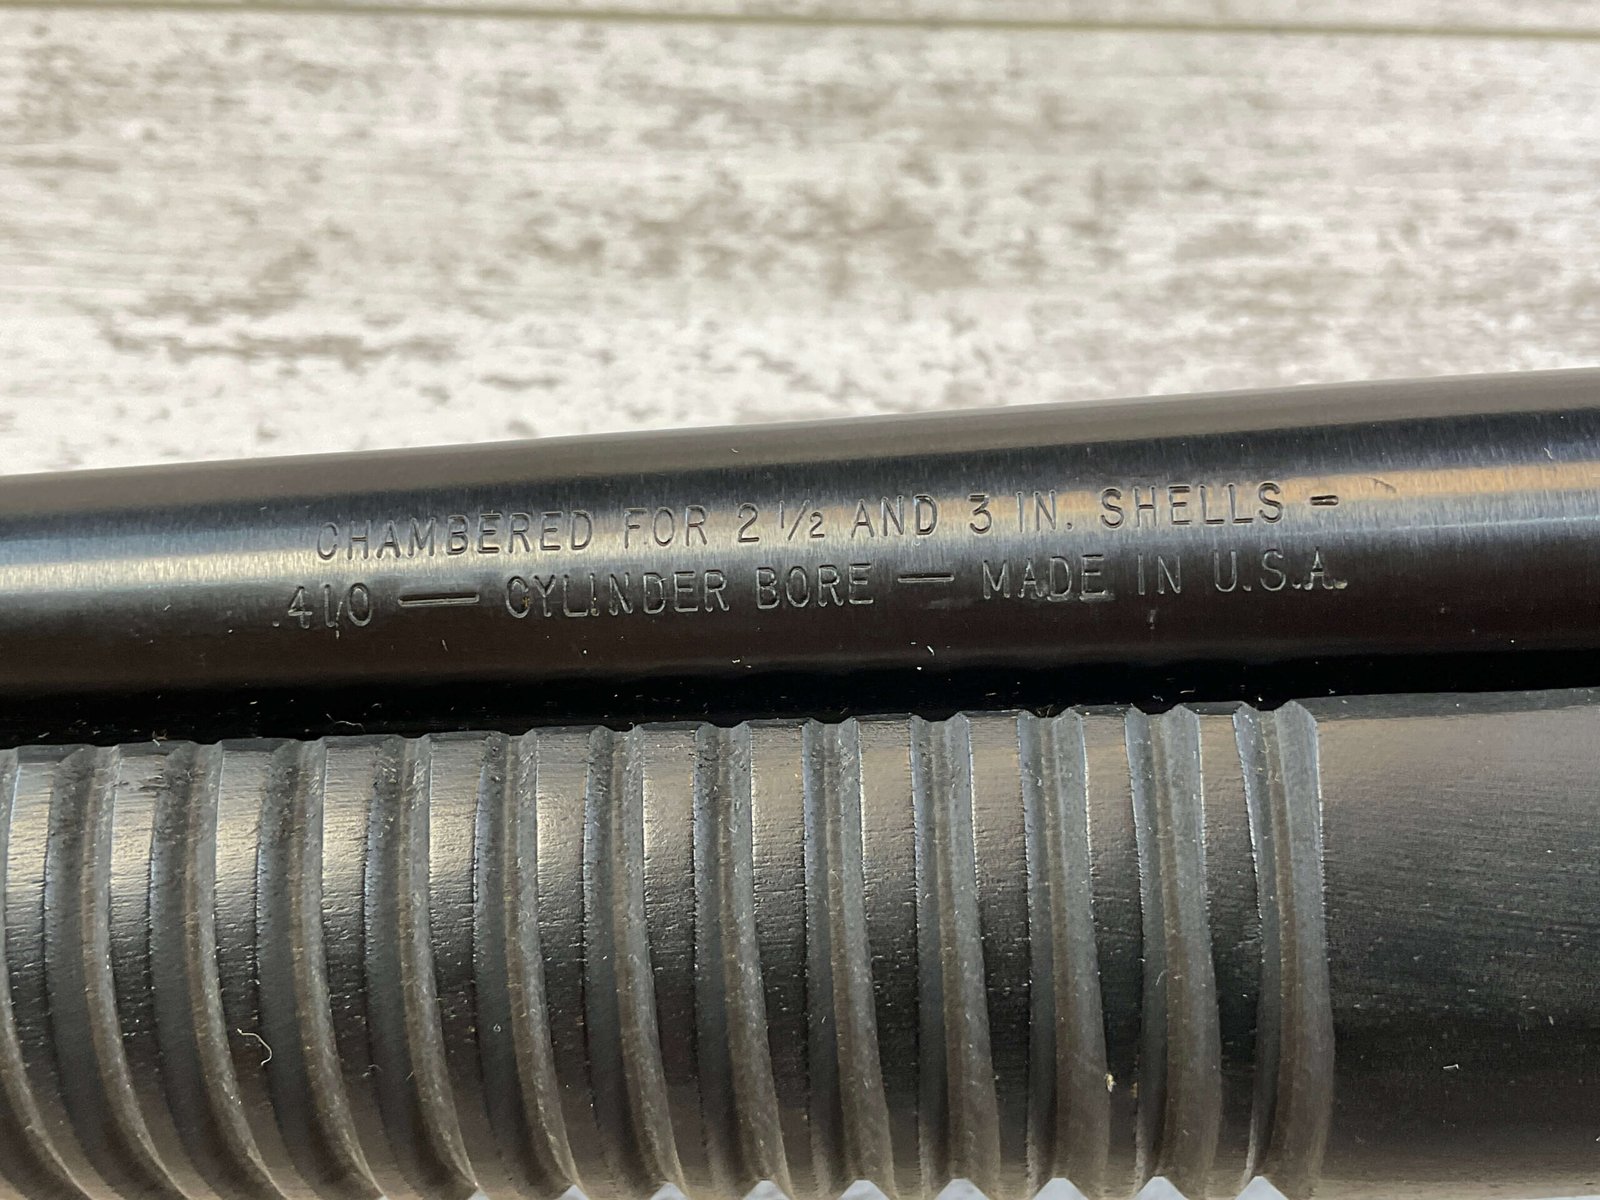 CHAMBERED FOR 2 1/2 AND 3 IN. SHELLS -
.410 — CYLINDER BORE — MADE IN U.S.A.